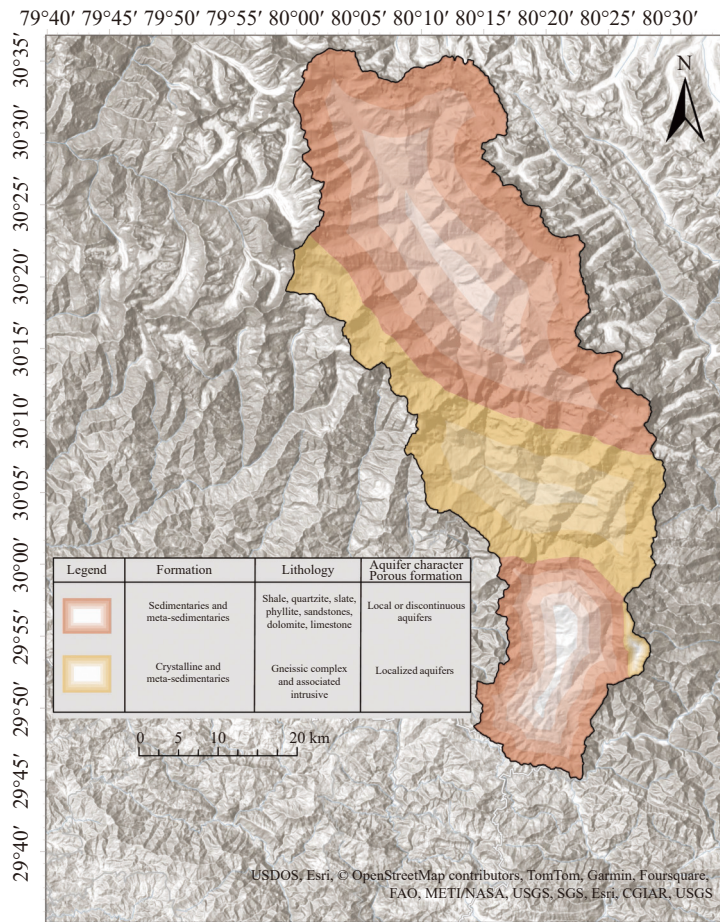 79°40′ 79°45′ 79°50′ 79°55′ 80°00′ 80°05′ 80°10′ 80°15′ 80°20′ 80°25′ 80°30′
30°35′
30°30′
30°25′
30°20′
30°15′
30°10′
30°05′
30°00′
29°55′
29°50′
29°45′
29°40′
N
Legend Formation Lithology Aquifer character
Porous formation
Sedimentaries and
meta-sedimentaries
Shale, quartzite, slate,
phyllite, sandstones,
dolomite, limestone
Local or discontinuous
aquifers
Crystalline and
meta-sedimentaries
Gneissic complex
and associated
intrusive
Localized aquifers
0 5 10 20 km
USDOS, Esri, © OpenStreetMap contributors, TomTom, Garmin, Foursquare,
FAO, METI/NASA, USGS, SGS, Esri, CGIAR, USGS